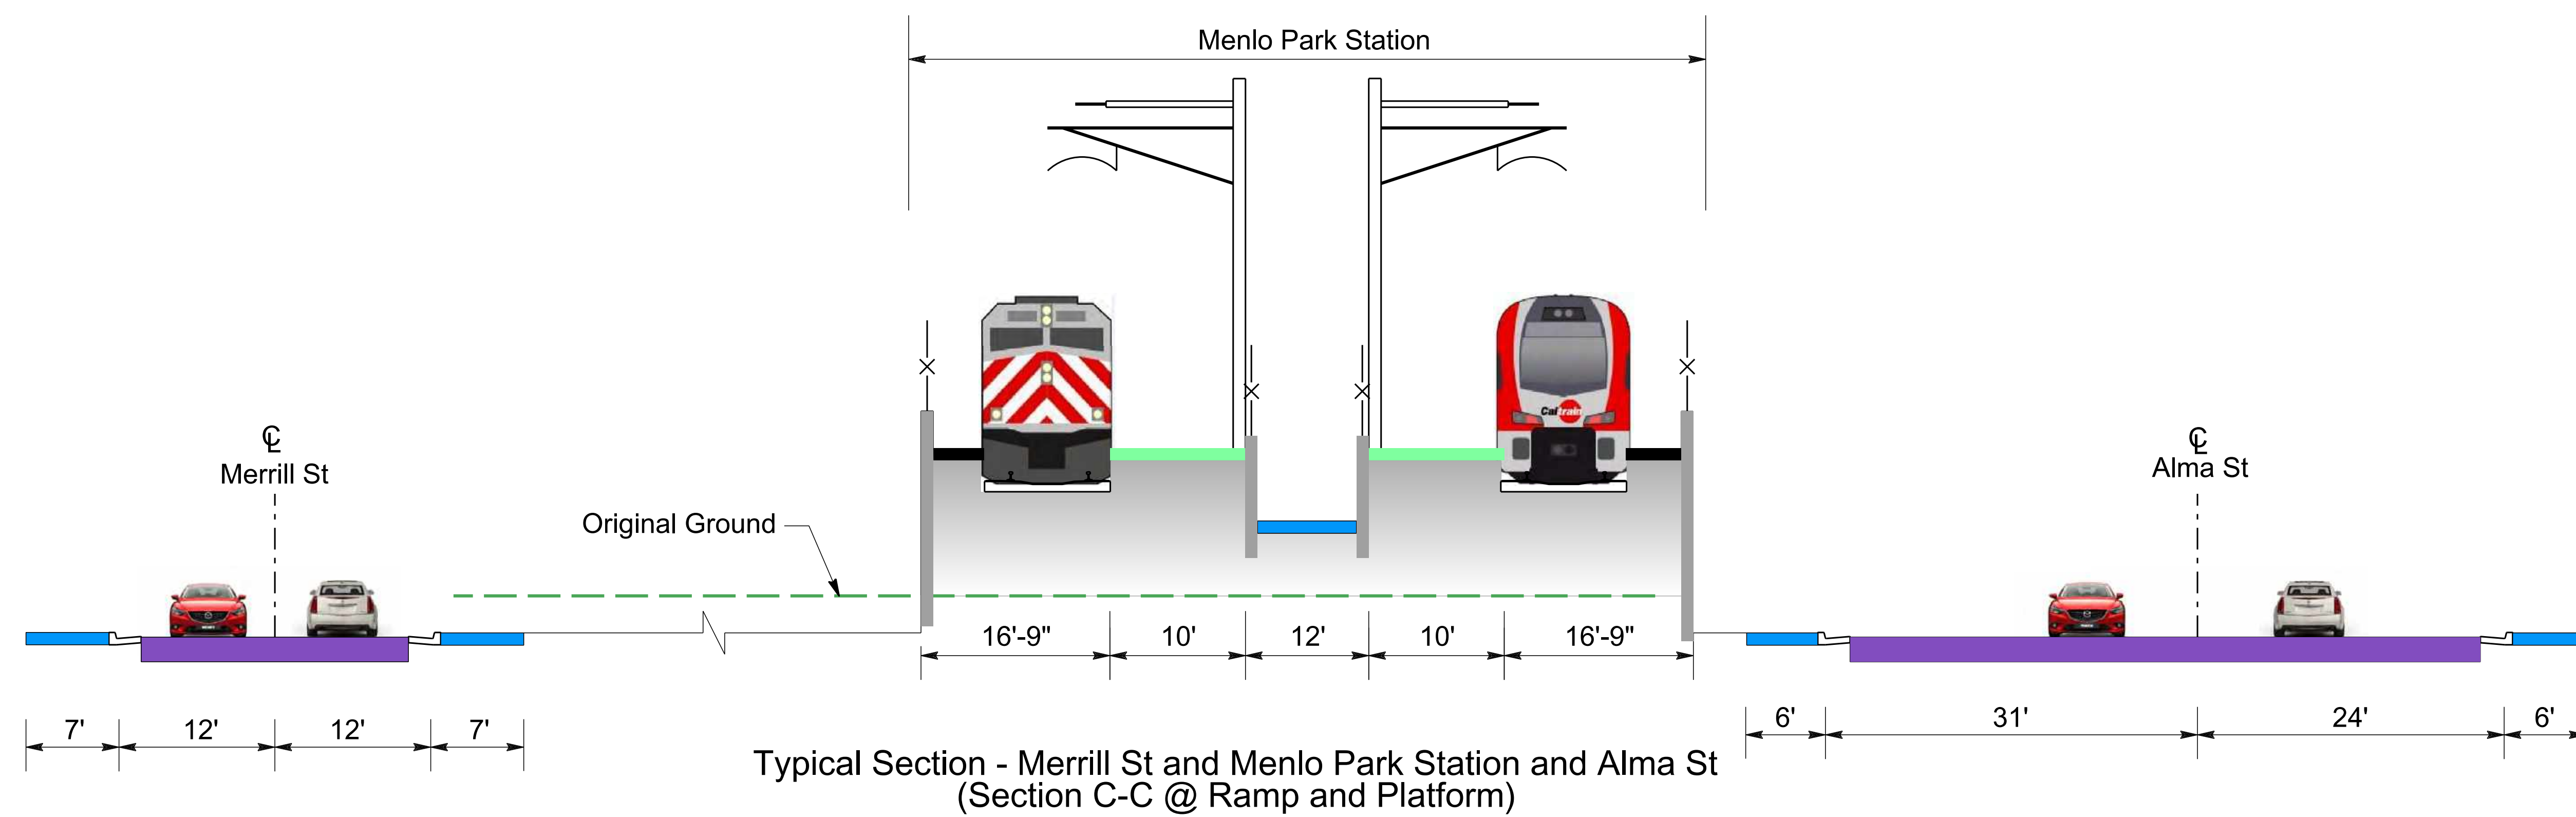 Menlo Park Station
℄
Merrill St
Original Ground
Caltrain
℄
Alma St
16'-9" 10' 12' 10' 16'-9"
7' 12' 12' 7'
6' 31' 24' 6'
Typical Section - Merrill St and Menlo Park Station and Alma St
(Section C-C @ Ramp and Platform)